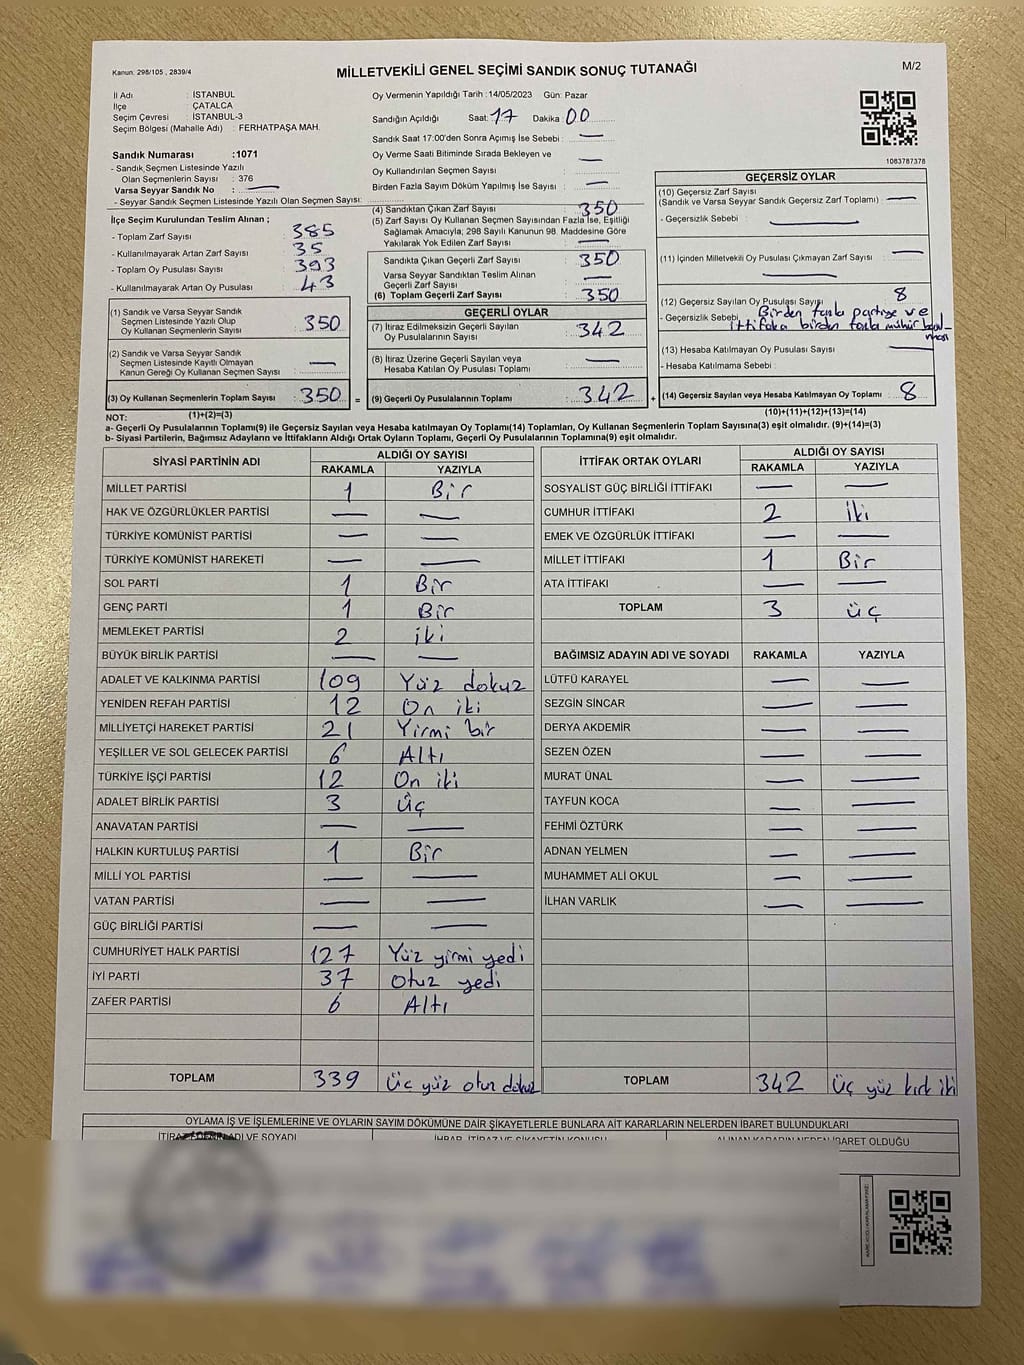 Kanun: 298/105 , 2839/4
MİLLETVEKİLİ GENEL SEÇİMİ SANDIK SONUÇ TUTANAĞI
M/2
İl Adı : İSTANBUL
İlçe : ÇATALCA
Seçim Çevresi : İSTANBUL-3
Seçim Bölgesi (Mahalle Adı) : FERHATPAŞA MAH.
Sandık Numarası :1071
- Sandık Seçmen Listesinde Yazılı
Olan Seçmenlerin Sayısı : 376
Varsa Seyyar Sandık No : —
- Seyyar Sandık Seçmen Listesinde Yazılı Olan Seçmen Sayısı:
Oy Vermenin Yapıldığı Tarih :14/05/2023 Gün: Pazar
Sandığın Açıldığı Saat: 17 Dakika 00
Sandık Saat 17:00'den Sonra Açımış İse Sebebi : —
Oy Verme Saati Bitiminde Sırada Bekleyen ve
Oy Kullandırılan Seçmen Sayısı : —
Birden Fazla Sayım Döküm Yapılmış İse Sayısı : —
1083787378
İlçe Seçim Kurulundan Teslim Alınan ;
- Toplam Zarf Sayısı : 385
- Kullanılmayarak Artan Zarf Sayısı : 35
- Toplam Oy Pusulası Sayısı : 393
- Kullanılmayarak Artan Oy Pusulası : 43
(1) Sandık ve Varsa Seyyar Sandık
Seçmen Listesinde Yazılı Olup
Oy Kullanan Seçmenlerin Sayısı : 350
(2) Sandık ve Varsa Seyyar Sandık
Seçmen Listesinde Kayıtlı Olmayan
Kanun Gereği Oy Kullanan Seçmen Sayısı : —
(3) Oy Kullanan Seçmenlerin Toplam Sayısı : 350 =
(1)+(2)=(3)
(4) Sandıktan Çıkan Zarf Sayısı : 350
(5) Zarf Sayısı Oy Kullanan Seçmen Sayısından Fazla İse, Eşitliği
Sağlamak Amacıyla; 298 Sayılı Kanunun 98. Maddesine Göre
Yakılarak Yok Edilen Zarf Sayısı : —
Sandıkta Çıkan Geçerli Zarf Sayısı : 350
Varsa Seyyar Sandıktan Teslim Alınan
Geçerli Zarf Sayısı : —
(6) Toplam Geçerli Zarf Sayısı : 350
GEÇERLİ OYLAR
(7) İtiraz Edilmeksizin Geçerli Sayılan
Oy Pusulalarının Sayısı : 342
(8) İtiraz Üzerine Geçerli Sayılan veya
Hesaba Katılan Oy Pusulası Toplamı : —
(9) Geçerli Oy Pusulalarının Toplamı : 342 +
GEÇERSİZ OYLAR
(10) Geçersiz Zarf Sayısı
(Sandık ve Varsa Seyyar Sandık Geçersiz Zarf Toplamı) : —
- Geçersizlik Sebebi : —
(11) İçinden Milletvekili Oy Pusulası Çıkmayan Zarf Sayısı : —
(12) Geçersiz Sayılan Oy Pusulası Sayısı : 8
- Geçersizlik Sebebi : Birden fazla partiye ve
ittifaka birden fazla mühür basıl-
ması
(13) Hesaba Katılmayan Oy Pusulası Sayısı : —
- Hesaba Katılmama Sebebi :
(14) Geçersiz Sayılan veya Hesaba Katılmayan Oy Toplamı : 8
(10)+(11)+(12)+(13)=(14)
NOT:
a- Geçerli Oy Pusulasının Toplamı(9) ile Geçersiz Sayılan veya Hesaba katılmayan Oy Toplamı(14) Toplamları, Oy Kullanan Seçmenlerin Toplam Sayısına(3) eşit olmalıdır. (9)+(14)=(3)
b- Siyasi Partilerin, Bağımsız Adayların ve İttifakların Aldığı Ortak Oyların Toplamı, Geçerli Oy Pusulalarının Toplamına(9) eşit olmalıdır.
SİYASİ PARTİNİN ADI ALDIĞI OY SAYISI
RAKAMLA YAZIYLA
MİLLET PARTİSİ 1 Bir
HAK VE ÖZGÜRLÜKLER PARTİSİ — —
TÜRKİYE KOMÜNİST PARTİSİ — —
TÜRKİYE KOMÜNİST HAREKETİ — —
SOL PARTİ 1 Bir
GENÇ PARTİ 1 Bir
MEMLEKET PARTİSİ 2 iki
BÜYÜK BİRLİK PARTİSİ — —
ADALET VE KALKINMA PARTİSİ 109 Yüz dokuz
YENİDEN REFAH PARTİSİ 12 On iki
MİLLİYETÇİ HAREKET PARTİSİ 21 Yirmi bir
YEŞİLLER VE SOL GELECEK PARTİSİ 6 Altı
TÜRKİYE İŞÇİ PARTİSİ 12 On iki
ADALET BİRLİK PARTİSİ 3 Üç
ANAVATAN PARTİSİ — —
HALKIN KURTULUŞ PARTİSİ 1 Bir
MİLLİ YOL PARTİSİ — —
VATAN PARTİSİ — —
GÜÇ BİRLİĞİ PARTİSİ — —
CUMHURİYET HALK PARTİSİ 127 Yüz yirmi yedi
İYİ PARTİ 37 Otuz yedi
ZAFER PARTİSİ 6 Altı
TOPLAM 339 Üç yüz otuz dokuz
İTTİFAK ORTAK OYLARI ALDIĞI OY SAYISI
RAKAMLA YAZIYLA
SOSYALİST GÜÇ BİRLİĞİ İTTİFAKI — —
CUMHUR İTTİFAKI 2 İki
EMEK VE ÖZGÜRLÜK İTTİFAKI — —
MİLLET İTTİFAKI 1 Bir
ATA İTTİFAKI — —
TOPLAM 3 üç
BAĞIMSIZ ADAYIN ADI VE SOYADI RAKAMLA YAZIYLA
LÜTFÜ KARAYEL — —
SEZGİN SİNCAR — —
DERYA AKDEMİR — —
SEZEN ÖZEN — —
MURAT ÜNAL — —
TAYFUN KOCA — —
FEHMİ ÖZTÜRK — —
ADNAN YELMEN — —
MUHAMMET ALİ OKUL — —
İLHAN VARLIK — —
TOPLAM 342 Üç yüz kırk iki
OYLAMA İŞ VE İŞLEMLERİNE VE OYLARIN SAYIM DÖKÜMÜNE DAİR ŞİKAYETLERLE BUNLARA AİT KARARLARIN NELERDEN İBARET BULUNDUKLARI
İTİRAZ EDENİN ADI VE SOYADI İHBAR, İTİRAZ VE ŞİKAYETİN KONUSU ALINAN KARARIN NEDEN İBARET OLDUĞU